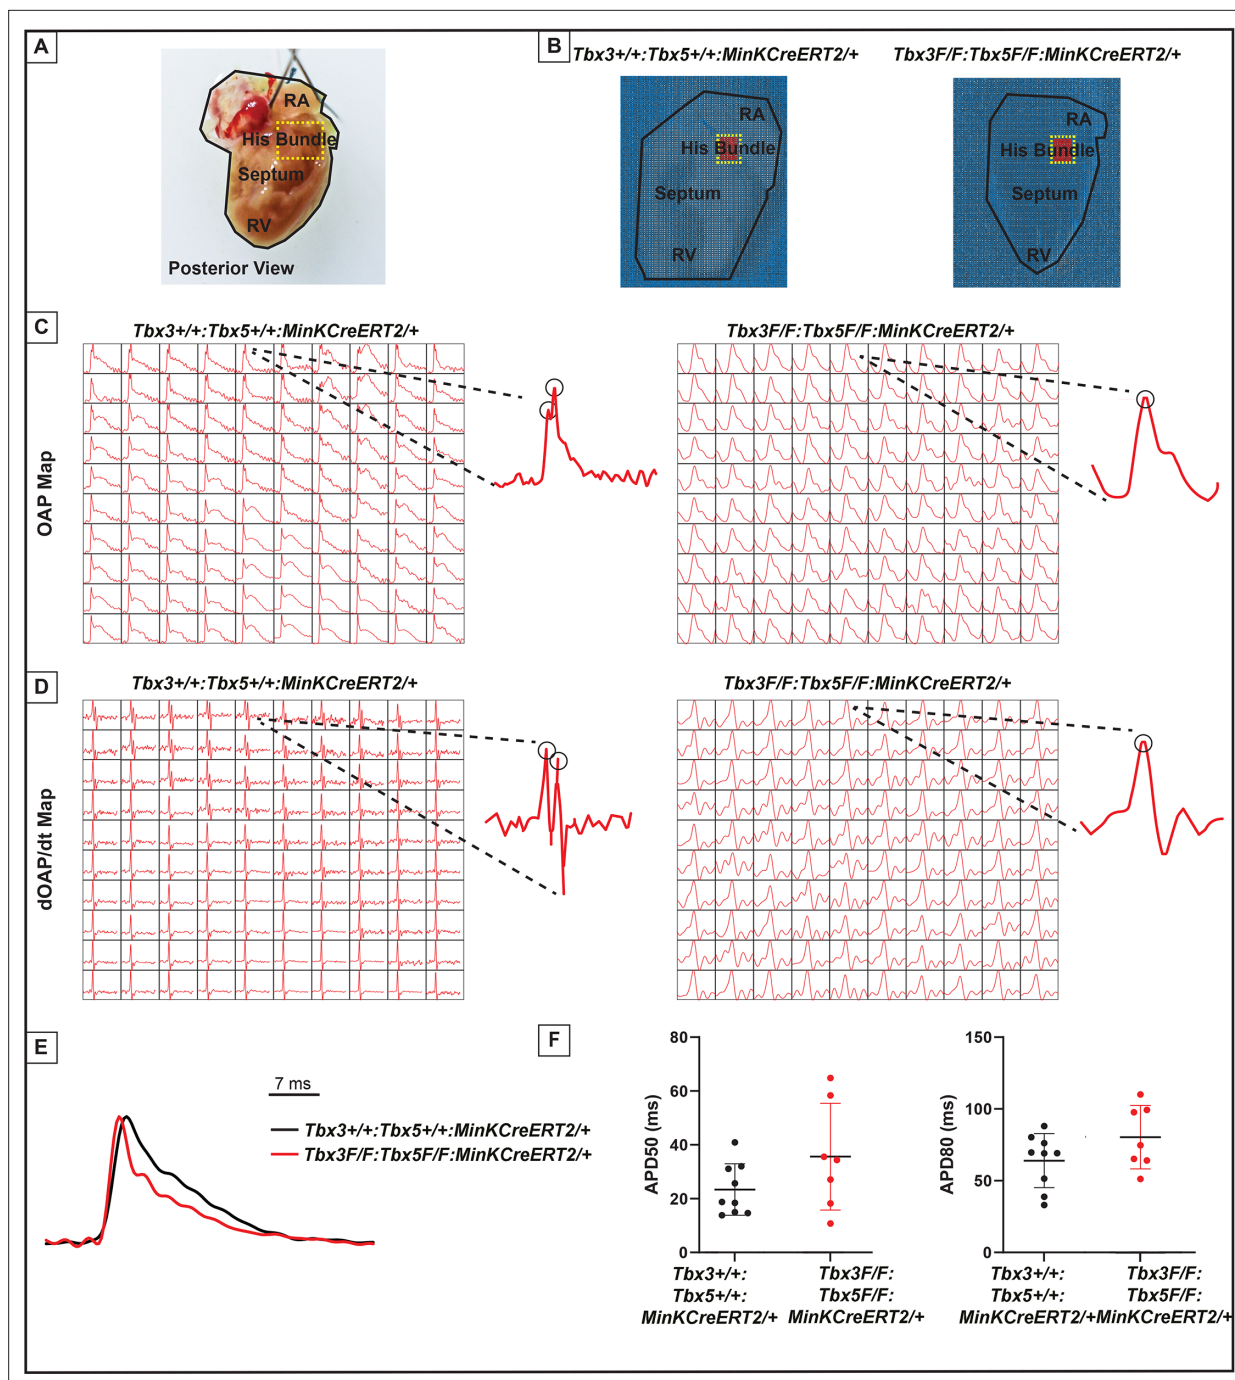 A
RA
His Bundle
Septum
RV
Posterior View
B
Tbx3+/+:Tbx5+/+:MinKCreERT2/+
Tbx3F/F:Tbx5F/F:MinKCreERT2/+
RA
His Bundle
Septum
RV
RA
His Bundle
Septum
RV
C
Tbx3+/+:Tbx5+/+:MinKCreERT2/+
Tbx3F/F:Tbx5F/F:MinKCreERT2/+
OAP Map
D
Tbx3+/+:Tbx5+/+:MinKCreERT2/+
Tbx3F/F:Tbx5F/F:MinKCreERT2/+
dOAP/dt Map
E
7 ms
Tbx3+/+:Tbx5+/+:MinKCreERT2/+
Tbx3F/F:Tbx5F/F:MinKCreERT2/+
F
APD50 (ms)
80
60
40
20
0
Tbx3+/+:
Tbx5+/+:
MinKCreERT2/+
Tbx3F/F:
Tbx5F/F:
MinKCreERT2/+
APD80 (ms)
150
100
50
0
Tbx3+/+:
Tbx5+/+:
MinKCreERT2/+
Tbx3F/F:
Tbx5F/F:
MinKCreERT2/+